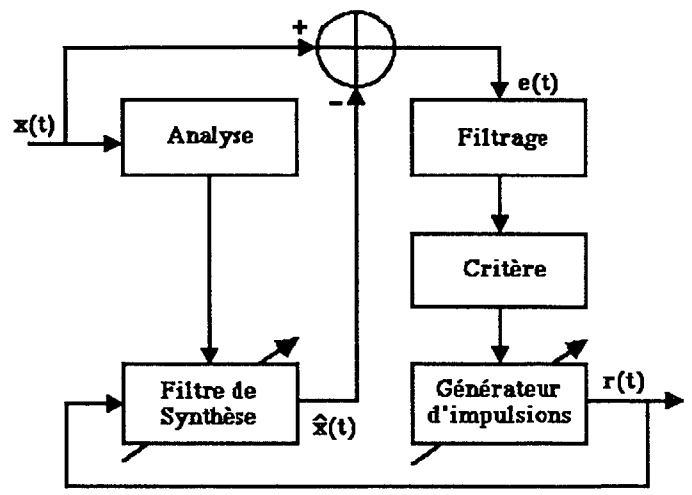 +
e(t)
x(t)
Analyse
-
Filtrage
Critère
Filtre de
Synthèse
x̂(t)
Générateur
d'impulsions
r(t)